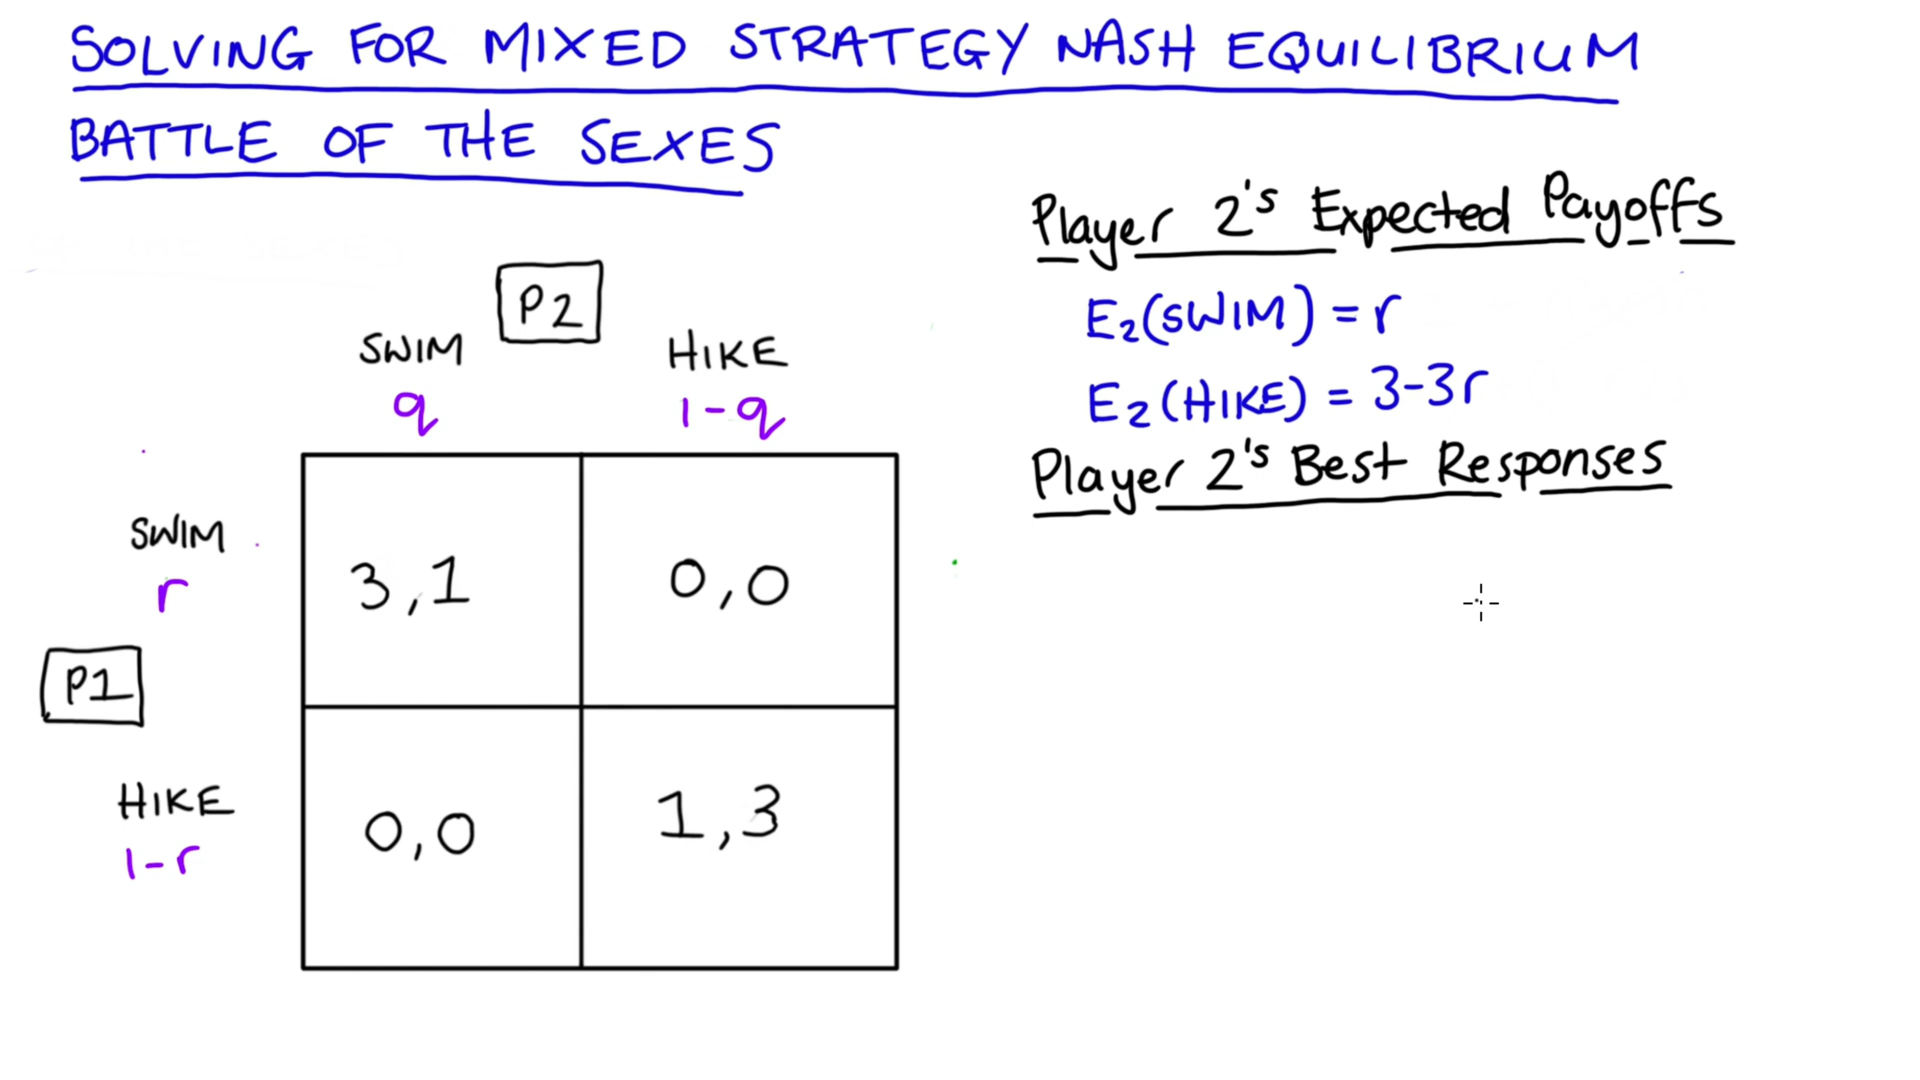 SOLVING FOR MIXED STRATEGY NASH EQUILIBRIUM
BATTLE OF THE SEXES
Player 2's Expected Payoffs
E2(SWIM) = r
E2(HIKE) = 3-3r
Player 2's Best Responses
P2
SWIM HIKE
q 1-q
SWIM 3,1 0,0
r
P1
HIKE 0,0 1,3
1-r